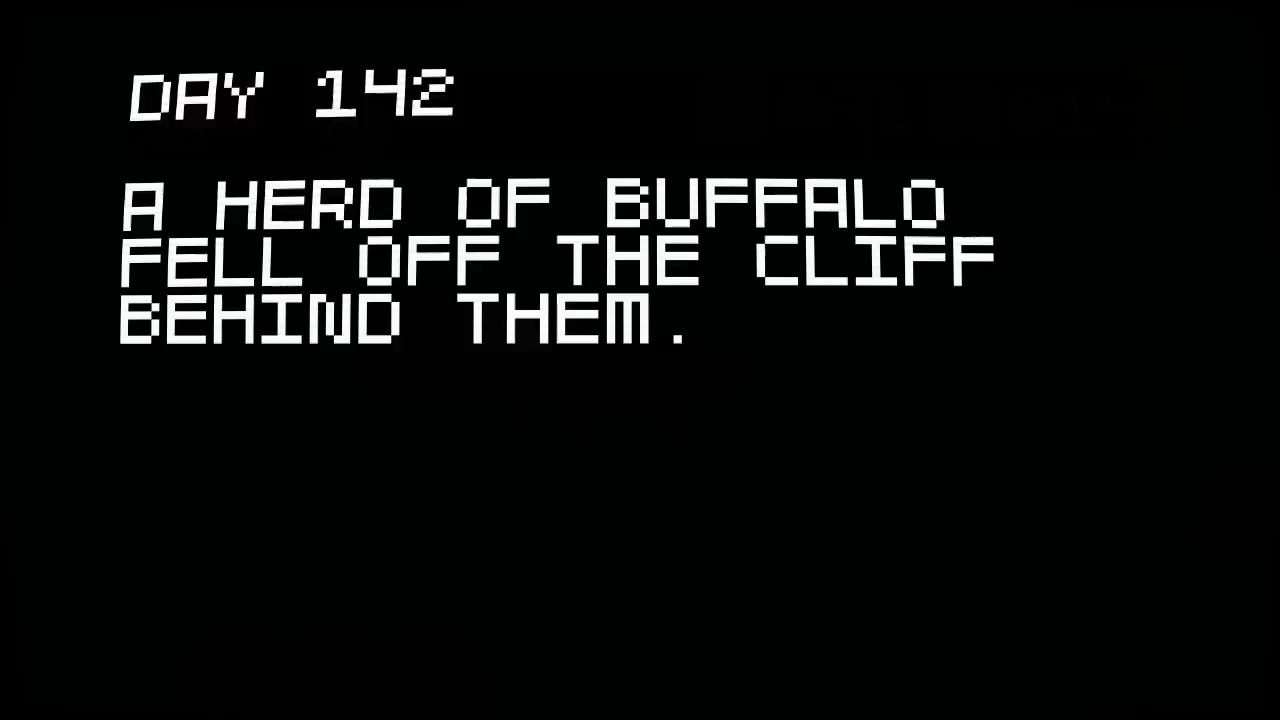 DAY 142
A HERD OF BUFFALO
FELL OFF THE CLIFF
BEHIND THEM.